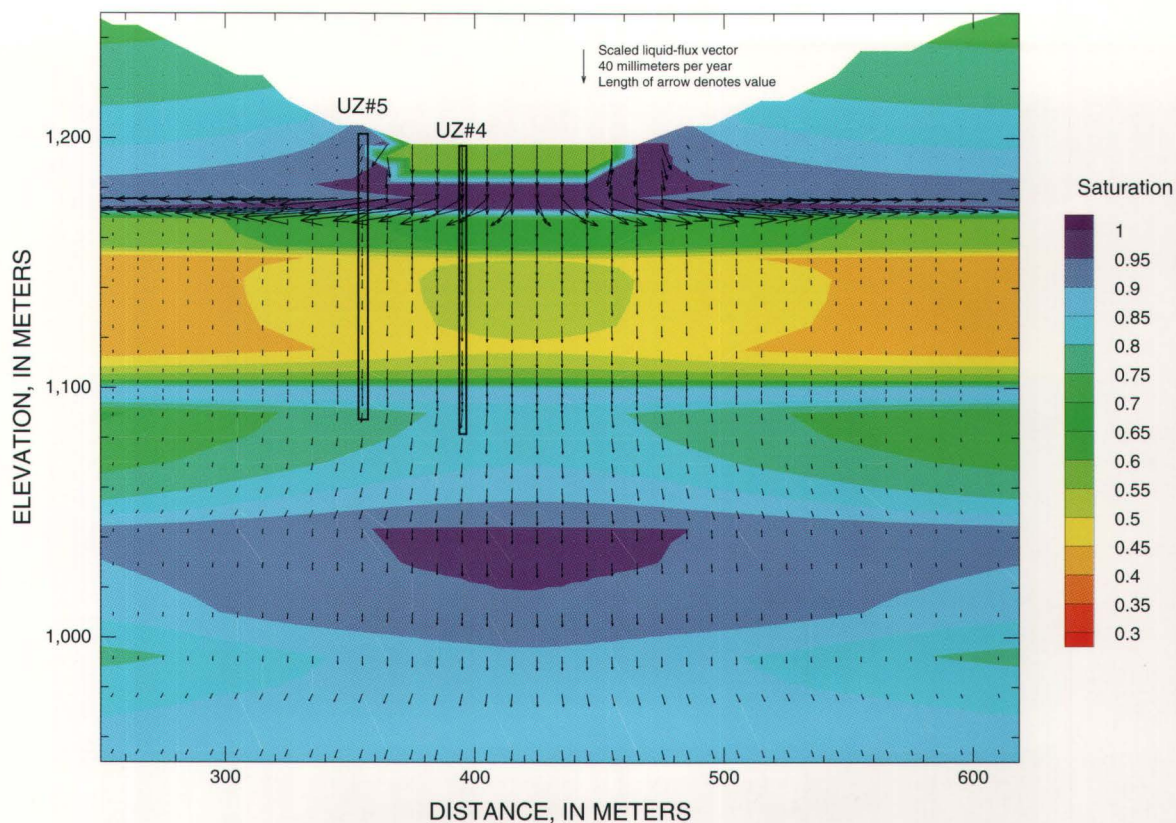 Scaled liquid-flux vector
40 millimeters per year
Length of arrow denotes value
UZ#5
UZ#4
1,200
1,100
1,000
ELEVATION, IN METERS
300
400
500
600
DISTANCE, IN METERS
Saturation
1
0.95
0.9
0.85
0.8
0.75
0.7
0.65
0.6
0.55
0.5
0.45
0.4
0.35
0.3